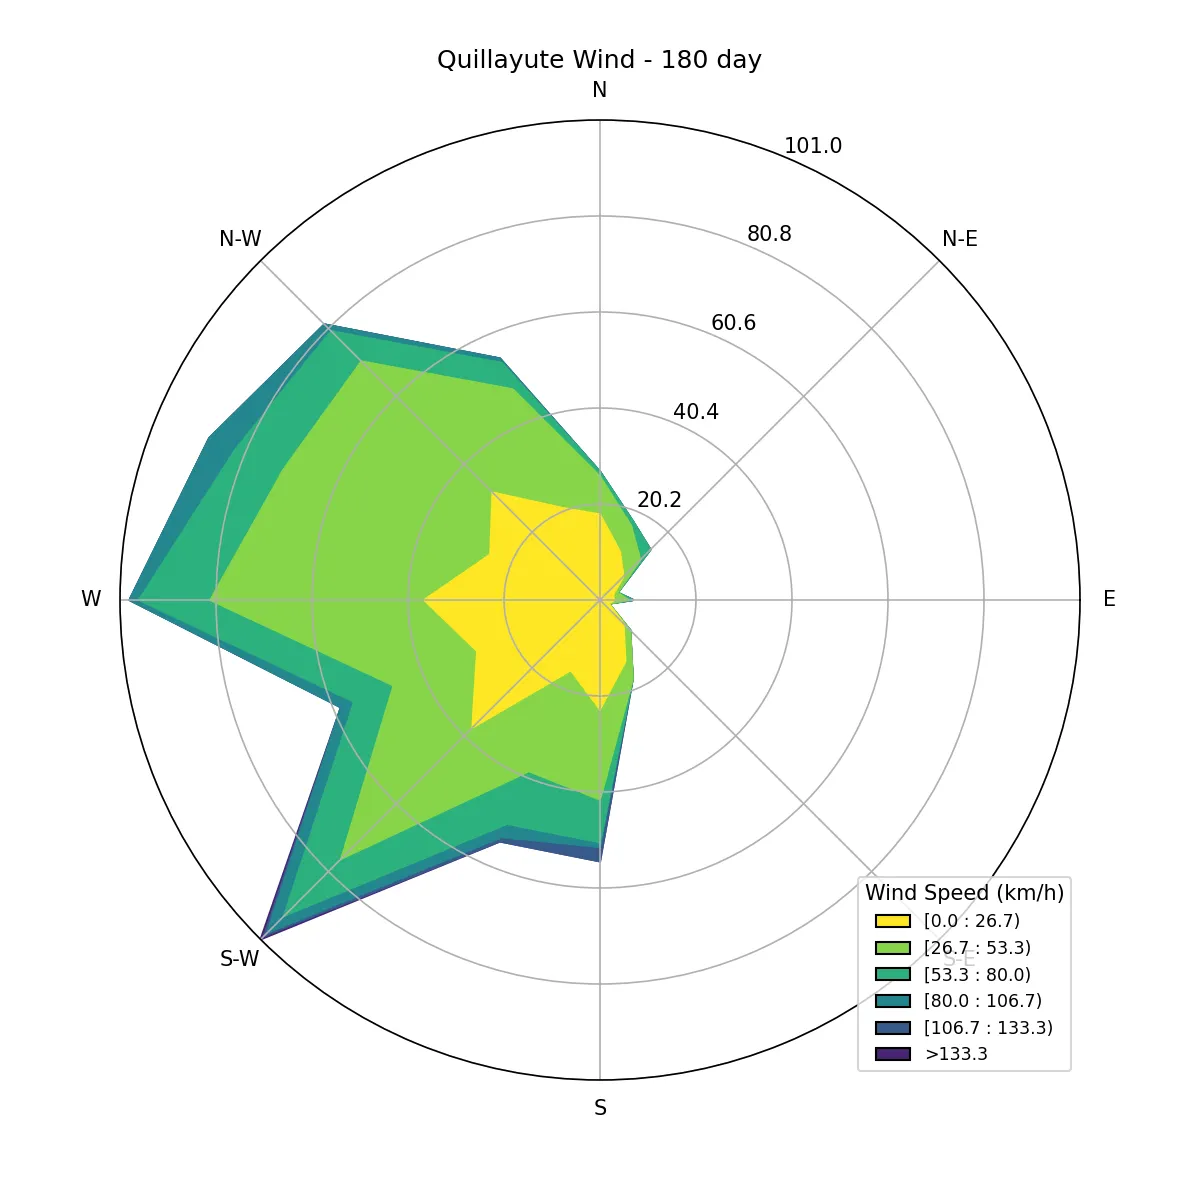 Quillayute Wind - 180 day
N
101.0
N-W
N-E
80.8
60.6
40.4
20.2
W
E
S-W
S-E
S
Wind Speed (km/h)
[0.0 : 26.7)
[26.7 : 53.3)
[53.3 : 80.0)
[80.0 : 106.7)
[106.7 : 133.3)
>133.3